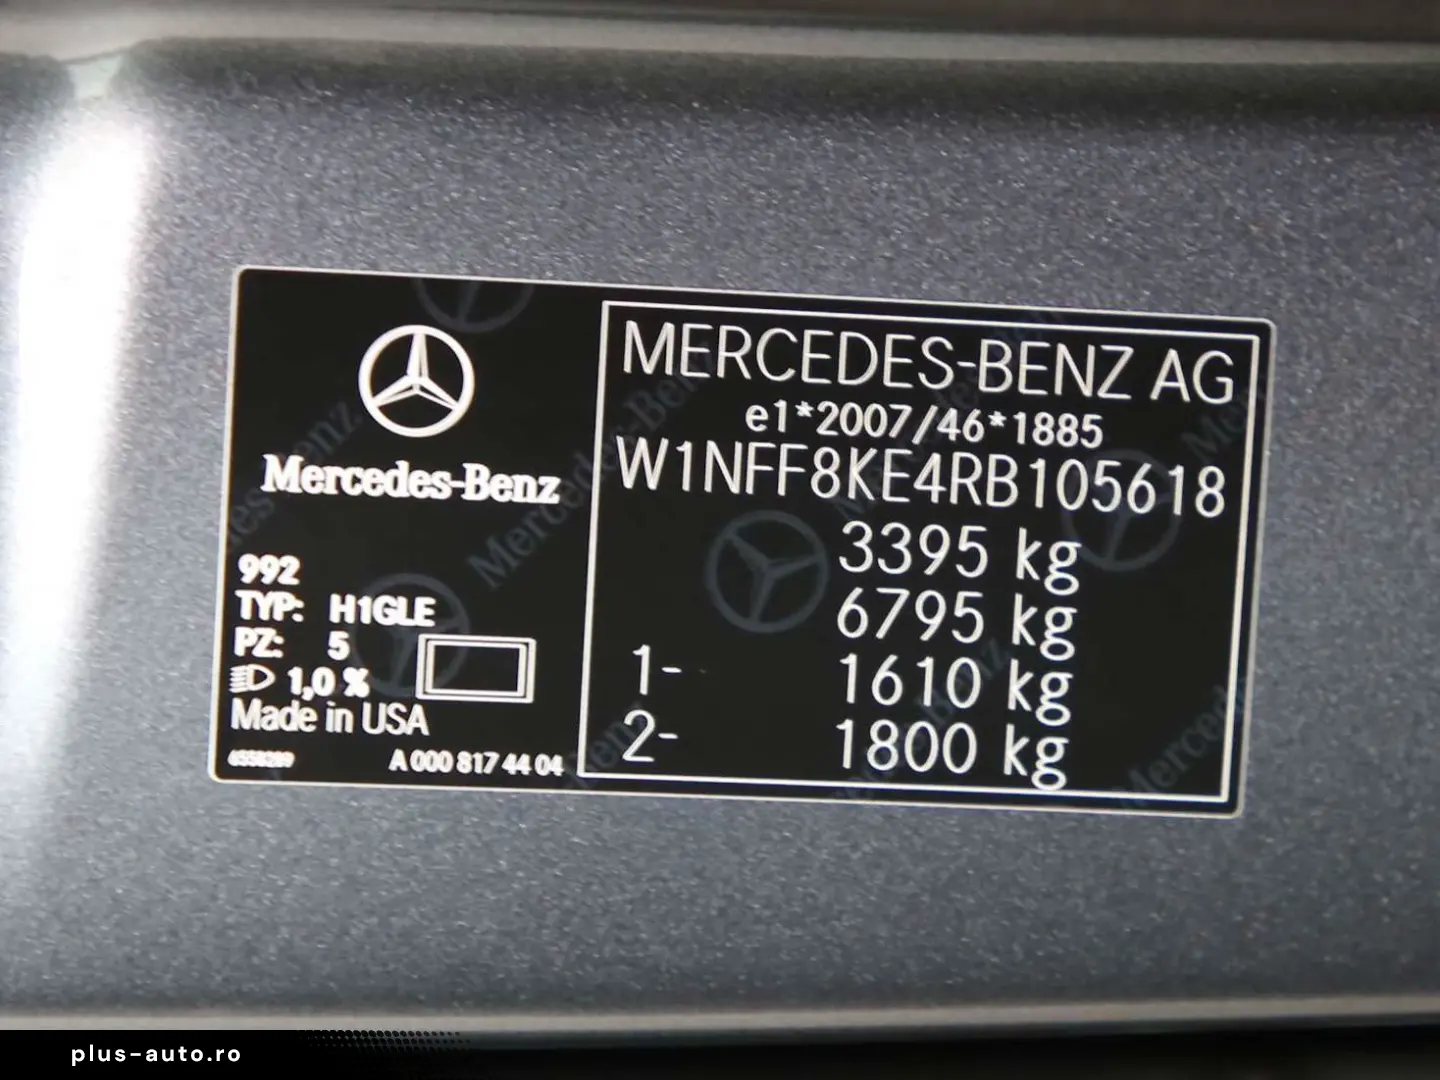 Mercedes-Benz
992
TYP: H1GLE
PZ: 5
1,0 %
Made in USA
A 000 817 44 04
MERCEDES-BENZ AG
e1*2007/46*1885
W1NFF8KE4RB105618
3395 kg
6795 kg
1- 1610 kg
2- 1800 kg
plus-auto.ro